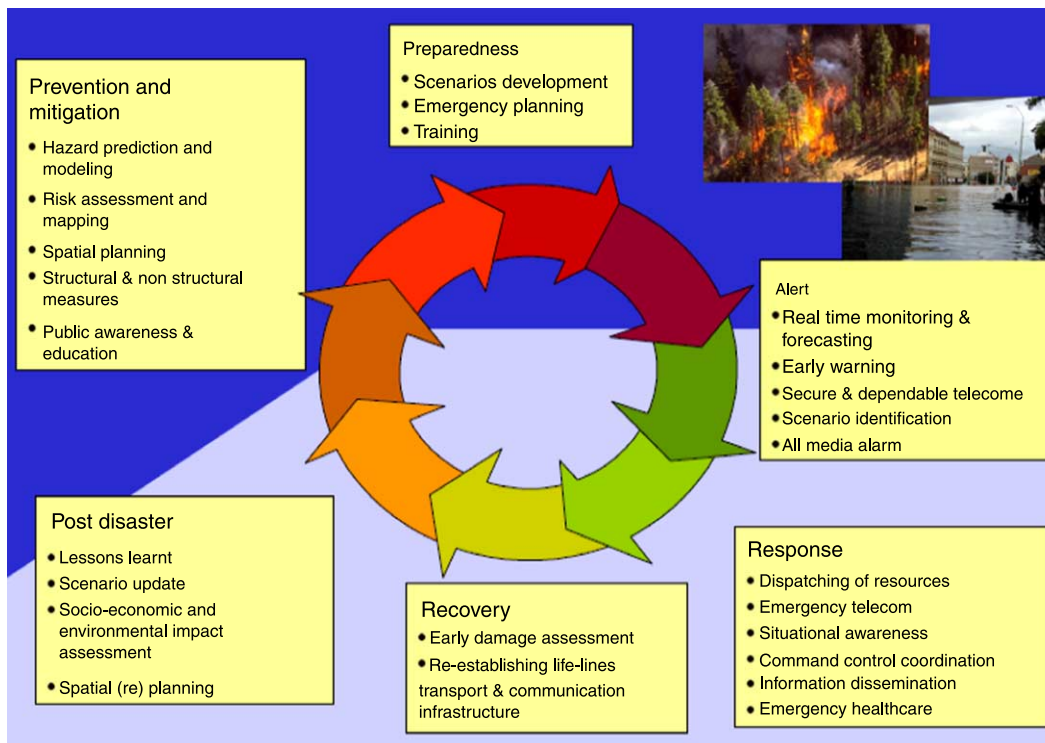 Prevention and
mitigation
• Hazard prediction and
modeling
• Risk assessment and
mapping
• Spatial planning
• Structural & non structural
measures
• Public awareness &
education
Preparedness
• Scenarios development
• Emergency planning
• Training
Alert
• Real time monitoring &
forecasting
• Early warning
• Secure & dependable telecome
• Scenario identification
• All media alarm
Response
• Dispatching of resources
• Emergency telecom
• Situational awareness
• Command control coordination
• Information dissemination
• Emergency healthcare
Recovery
• Early damage assessment
• Re-establishing life-lines
transport & communication
infrastructure
Post disaster
• Lessons learnt
• Scenario update
• Socio-economic and
environmental impact
assessment
• Spatial (re) planning